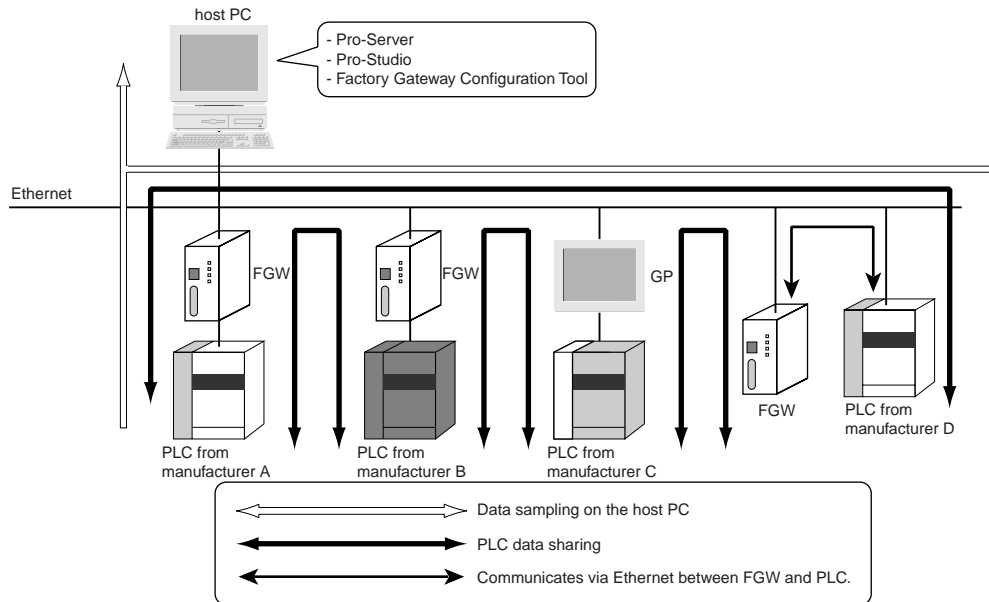 host PC
- Pro-Server
- Pro-Studio
- Factory Gateway Configuration Tool
Ethernet
FGW
FGW
GP
FGW
PLC from
manufacturer A
PLC from
manufacturer B
PLC from
manufacturer C
PLC from
manufacturer D
Data sampling on the host PC
PLC data sharing
Communicates via Ethernet between FGW and PLC.